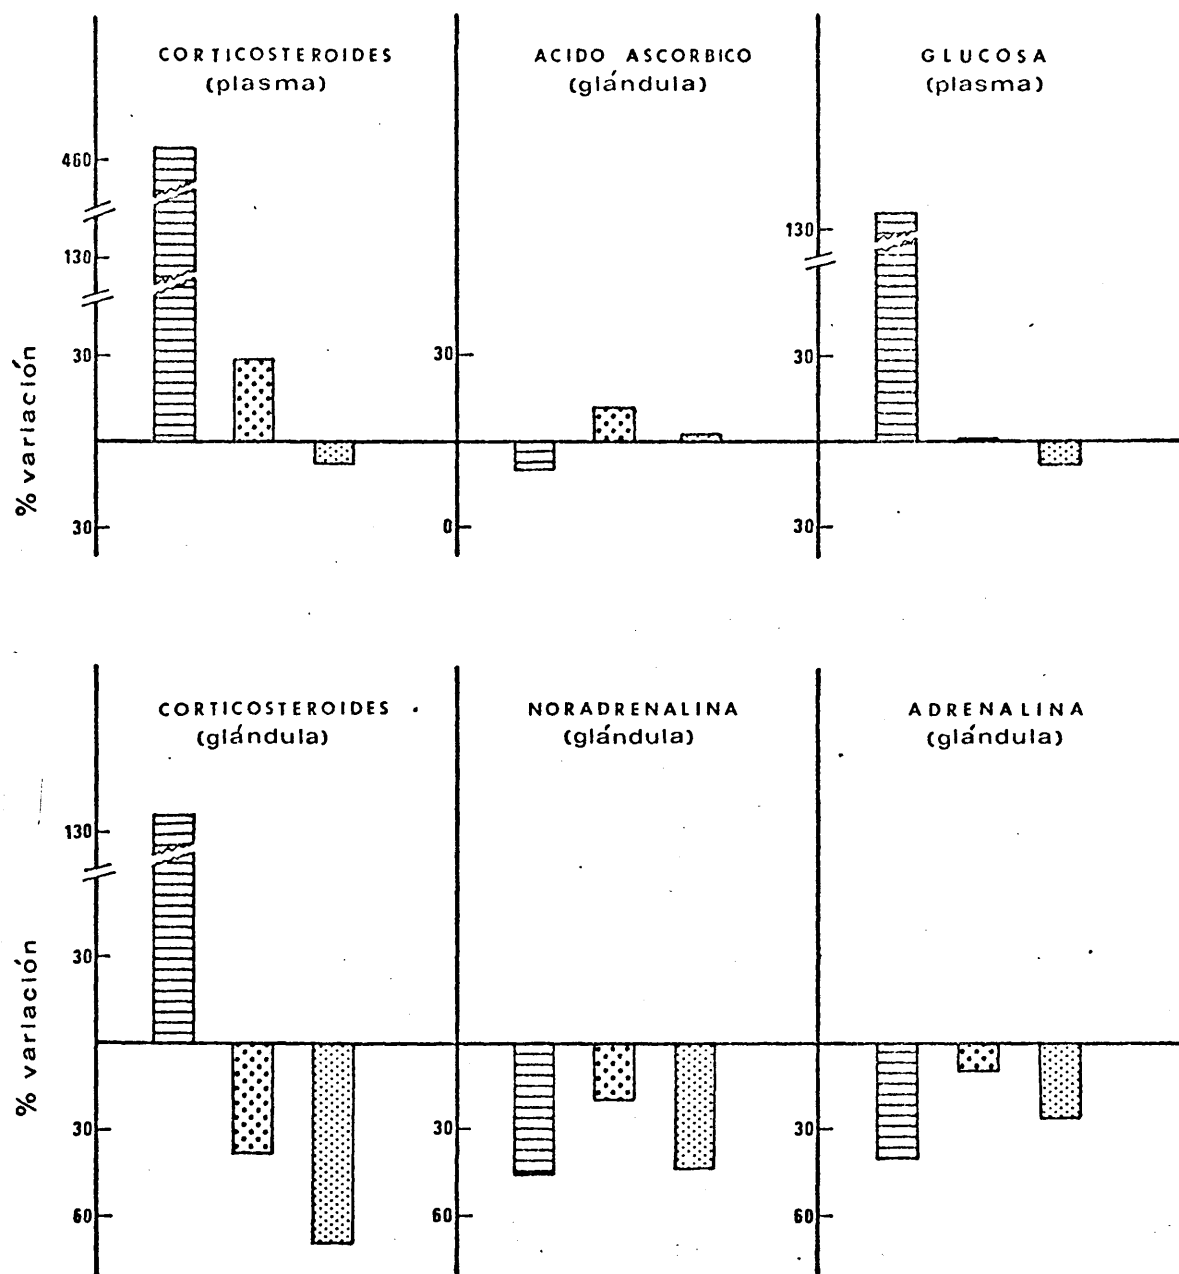 CORTICOSTEROIDES
(plasma)
ACIDO ASCORBICO
(glándula)
GLUCOSA
(plasma)
460
130
30
30
% variación
30
0
130
30
30
CORTICOSTEROIDES
(glándula)
NORADRENALINA
(glándula)
ADRENALINA
(glándula)
130
30
30
60
% variación
30
60
30
60